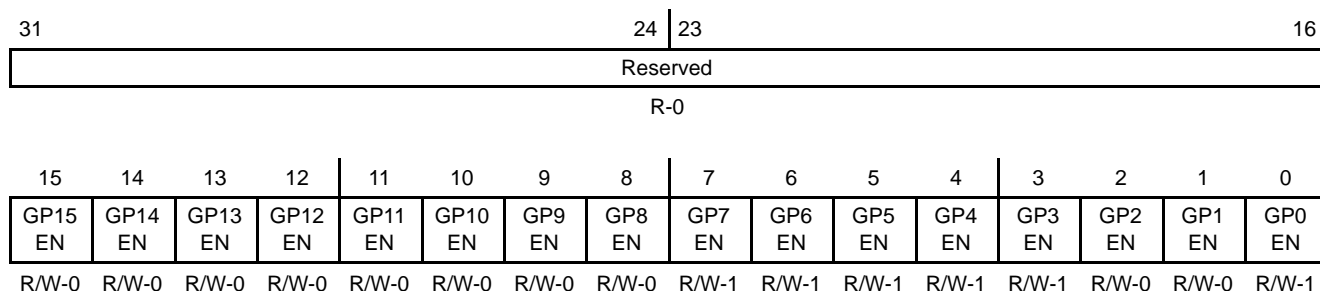 31 24 23 16
Reserved
R-0
15 14 13 12 11 10 9 8 7 6 5 4 3 2 1 0
GP15 GP14 GP13 GP12 GP11 GP10 GP9 GP8 GP7 GP6 GP5 GP4 GP3 GP2 GP1 GP0
EN EN EN EN EN EN EN EN EN EN EN EN EN EN EN EN
R/W-0 R/W-0 R/W-0 R/W-0 R/W-0 R/W-0 R/W-0 R/W-0 R/W-1 R/W-1 R/W-1 R/W-1 R/W-1 R/W-0 R/W-0 R/W-1